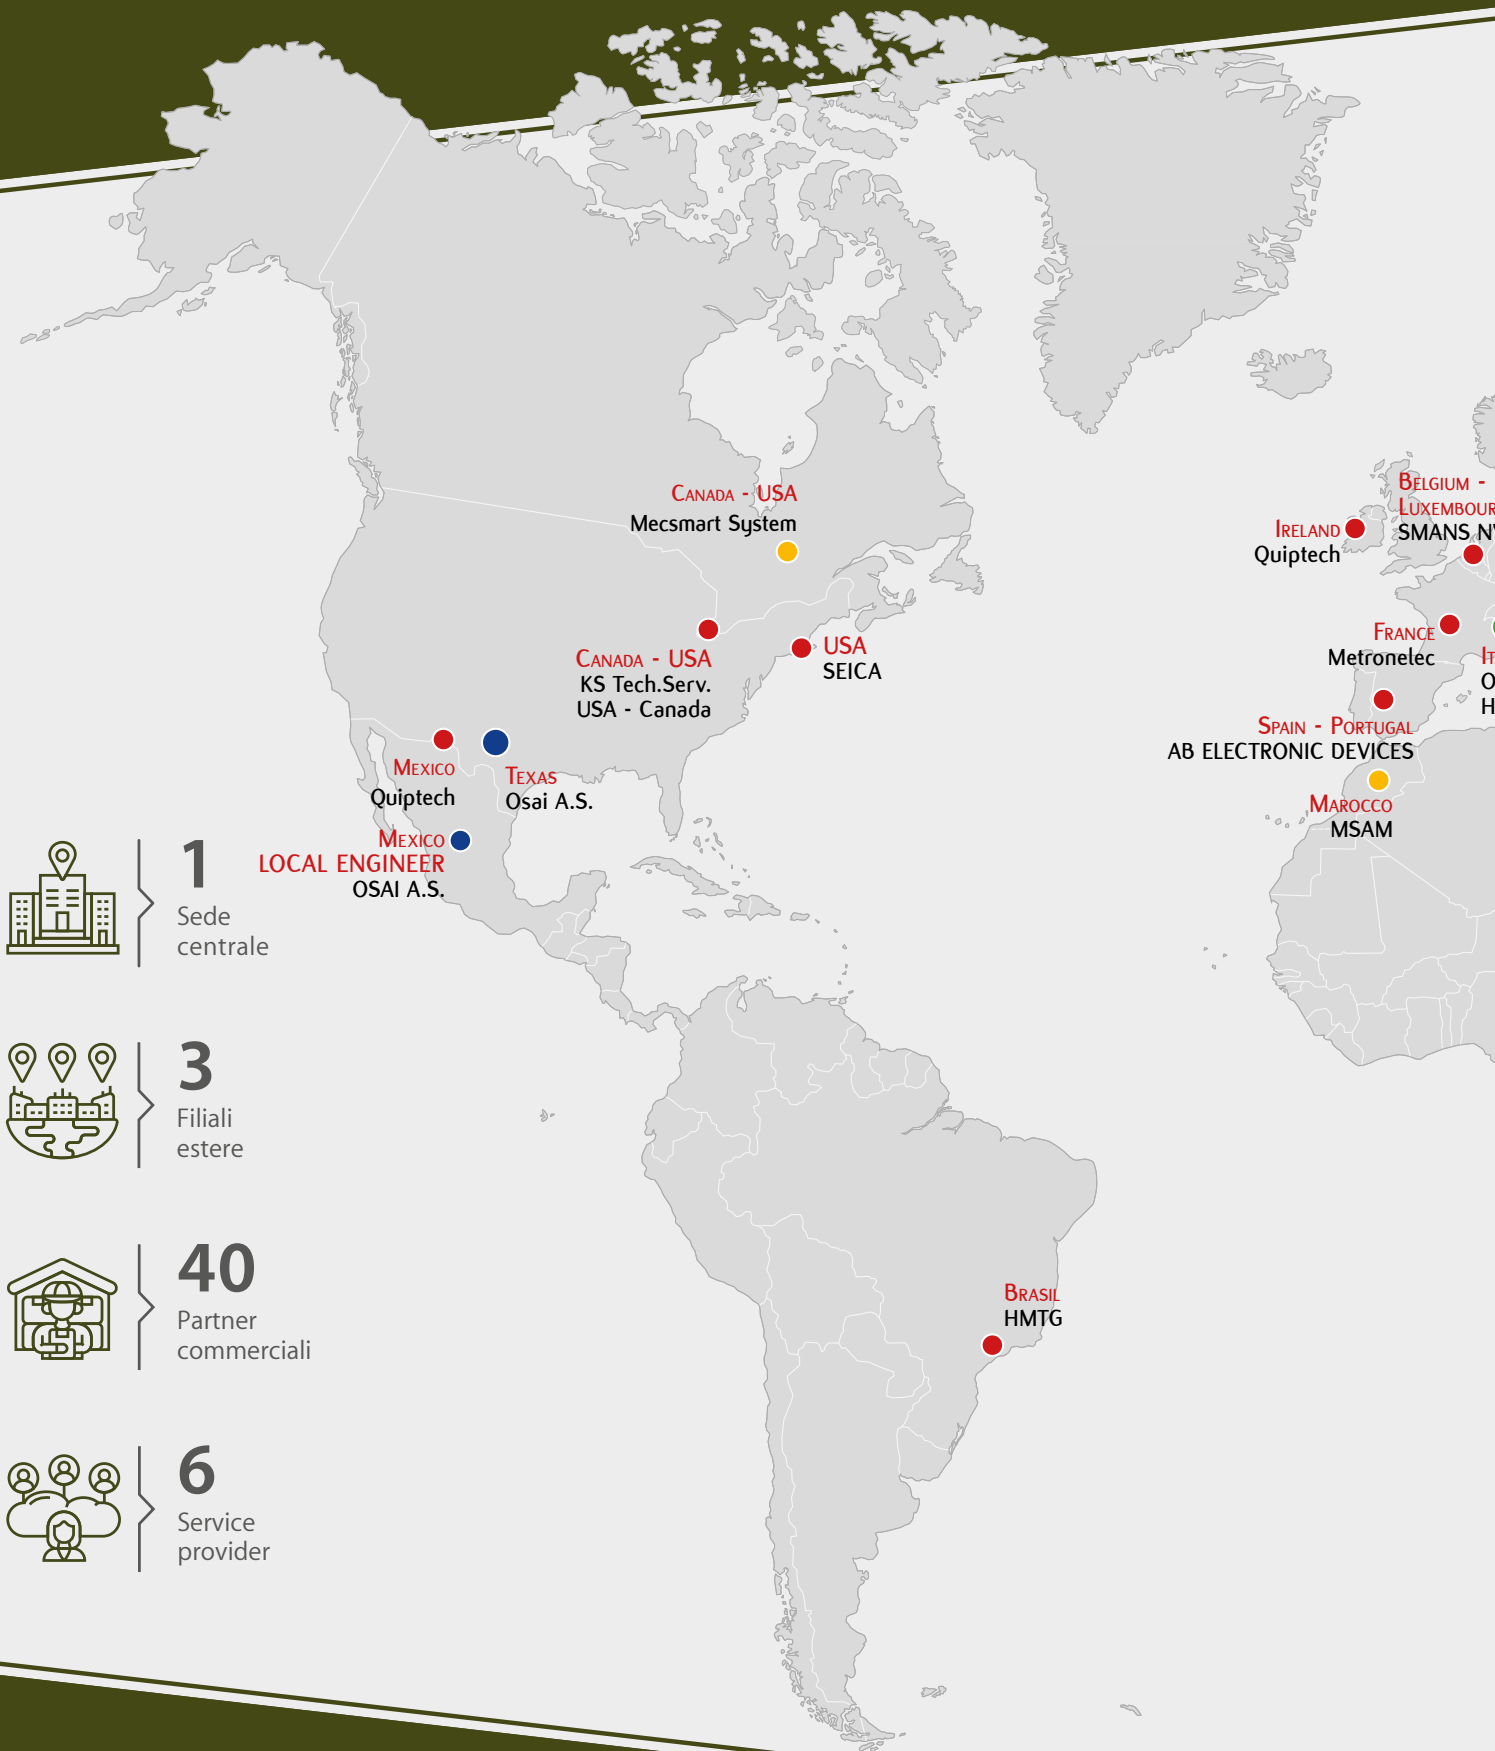 Canada - USA
Mecsmart System
Canada - USA
KS Tech.Serv.
USA - Canada
USA
SEICA
Mexico
Quiptech
Texas
Osai A.S.
Mexico
LOCAL ENGINEER
OSAI A.S.
Ireland
Quiptech
Belgium -
Luxembour
SMANS N
France
Metronelec
It
O
H
Spain - Portugal
AB ELECTRONIC DEVICES
Marocco
MSAM
Brasil
HMTG
1
Sede
centrale
3
Filiali
estere
40
Partner
commerciali
6
Service
provider